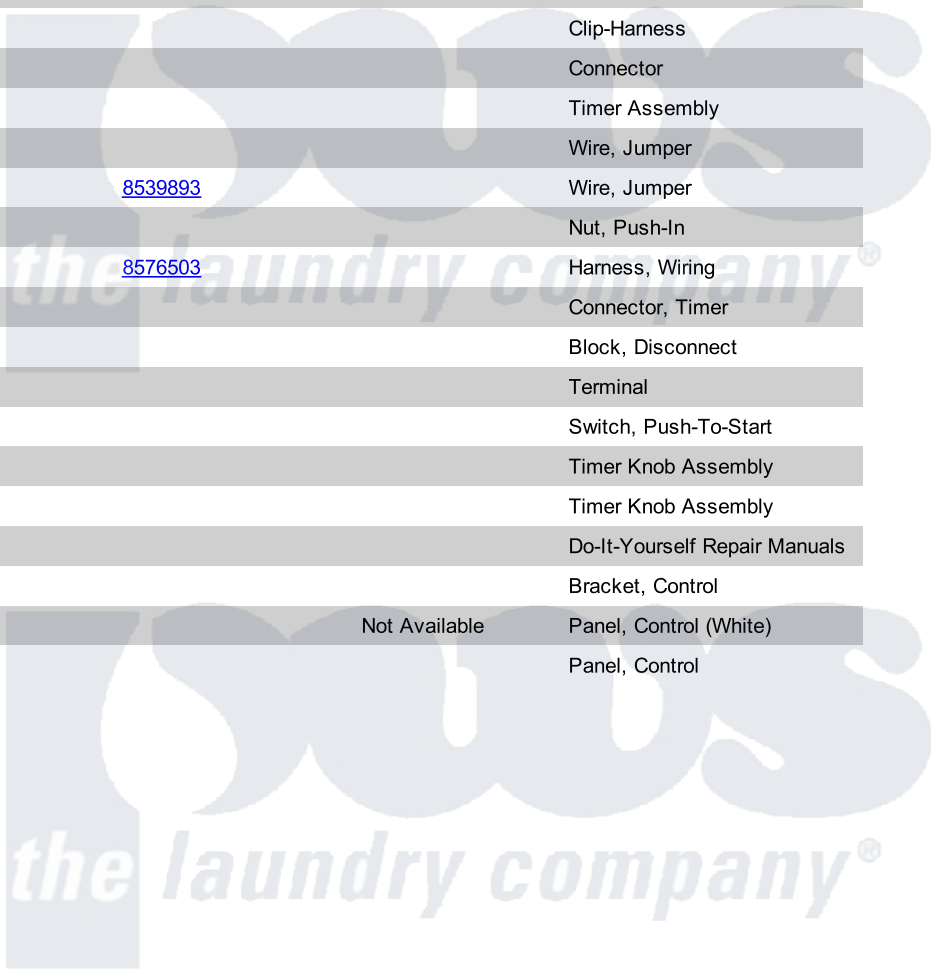 Clip-Harness
Connector
Timer Assembly
Wire, Jumper
8539893 Wire, Jumper
Nut, Push-In
8576503 Harness, Wiring
Connector, Timer
Block, Disconnect
Terminal
Switch, Push-To-Start
Timer Knob Assembly
Timer Knob Assembly
Do-It-Yourself Repair Manuals
Bracket, Control
Not Available Panel, Control (White)
Panel, Control
pws
the laundry company®
pws
the laundry company®